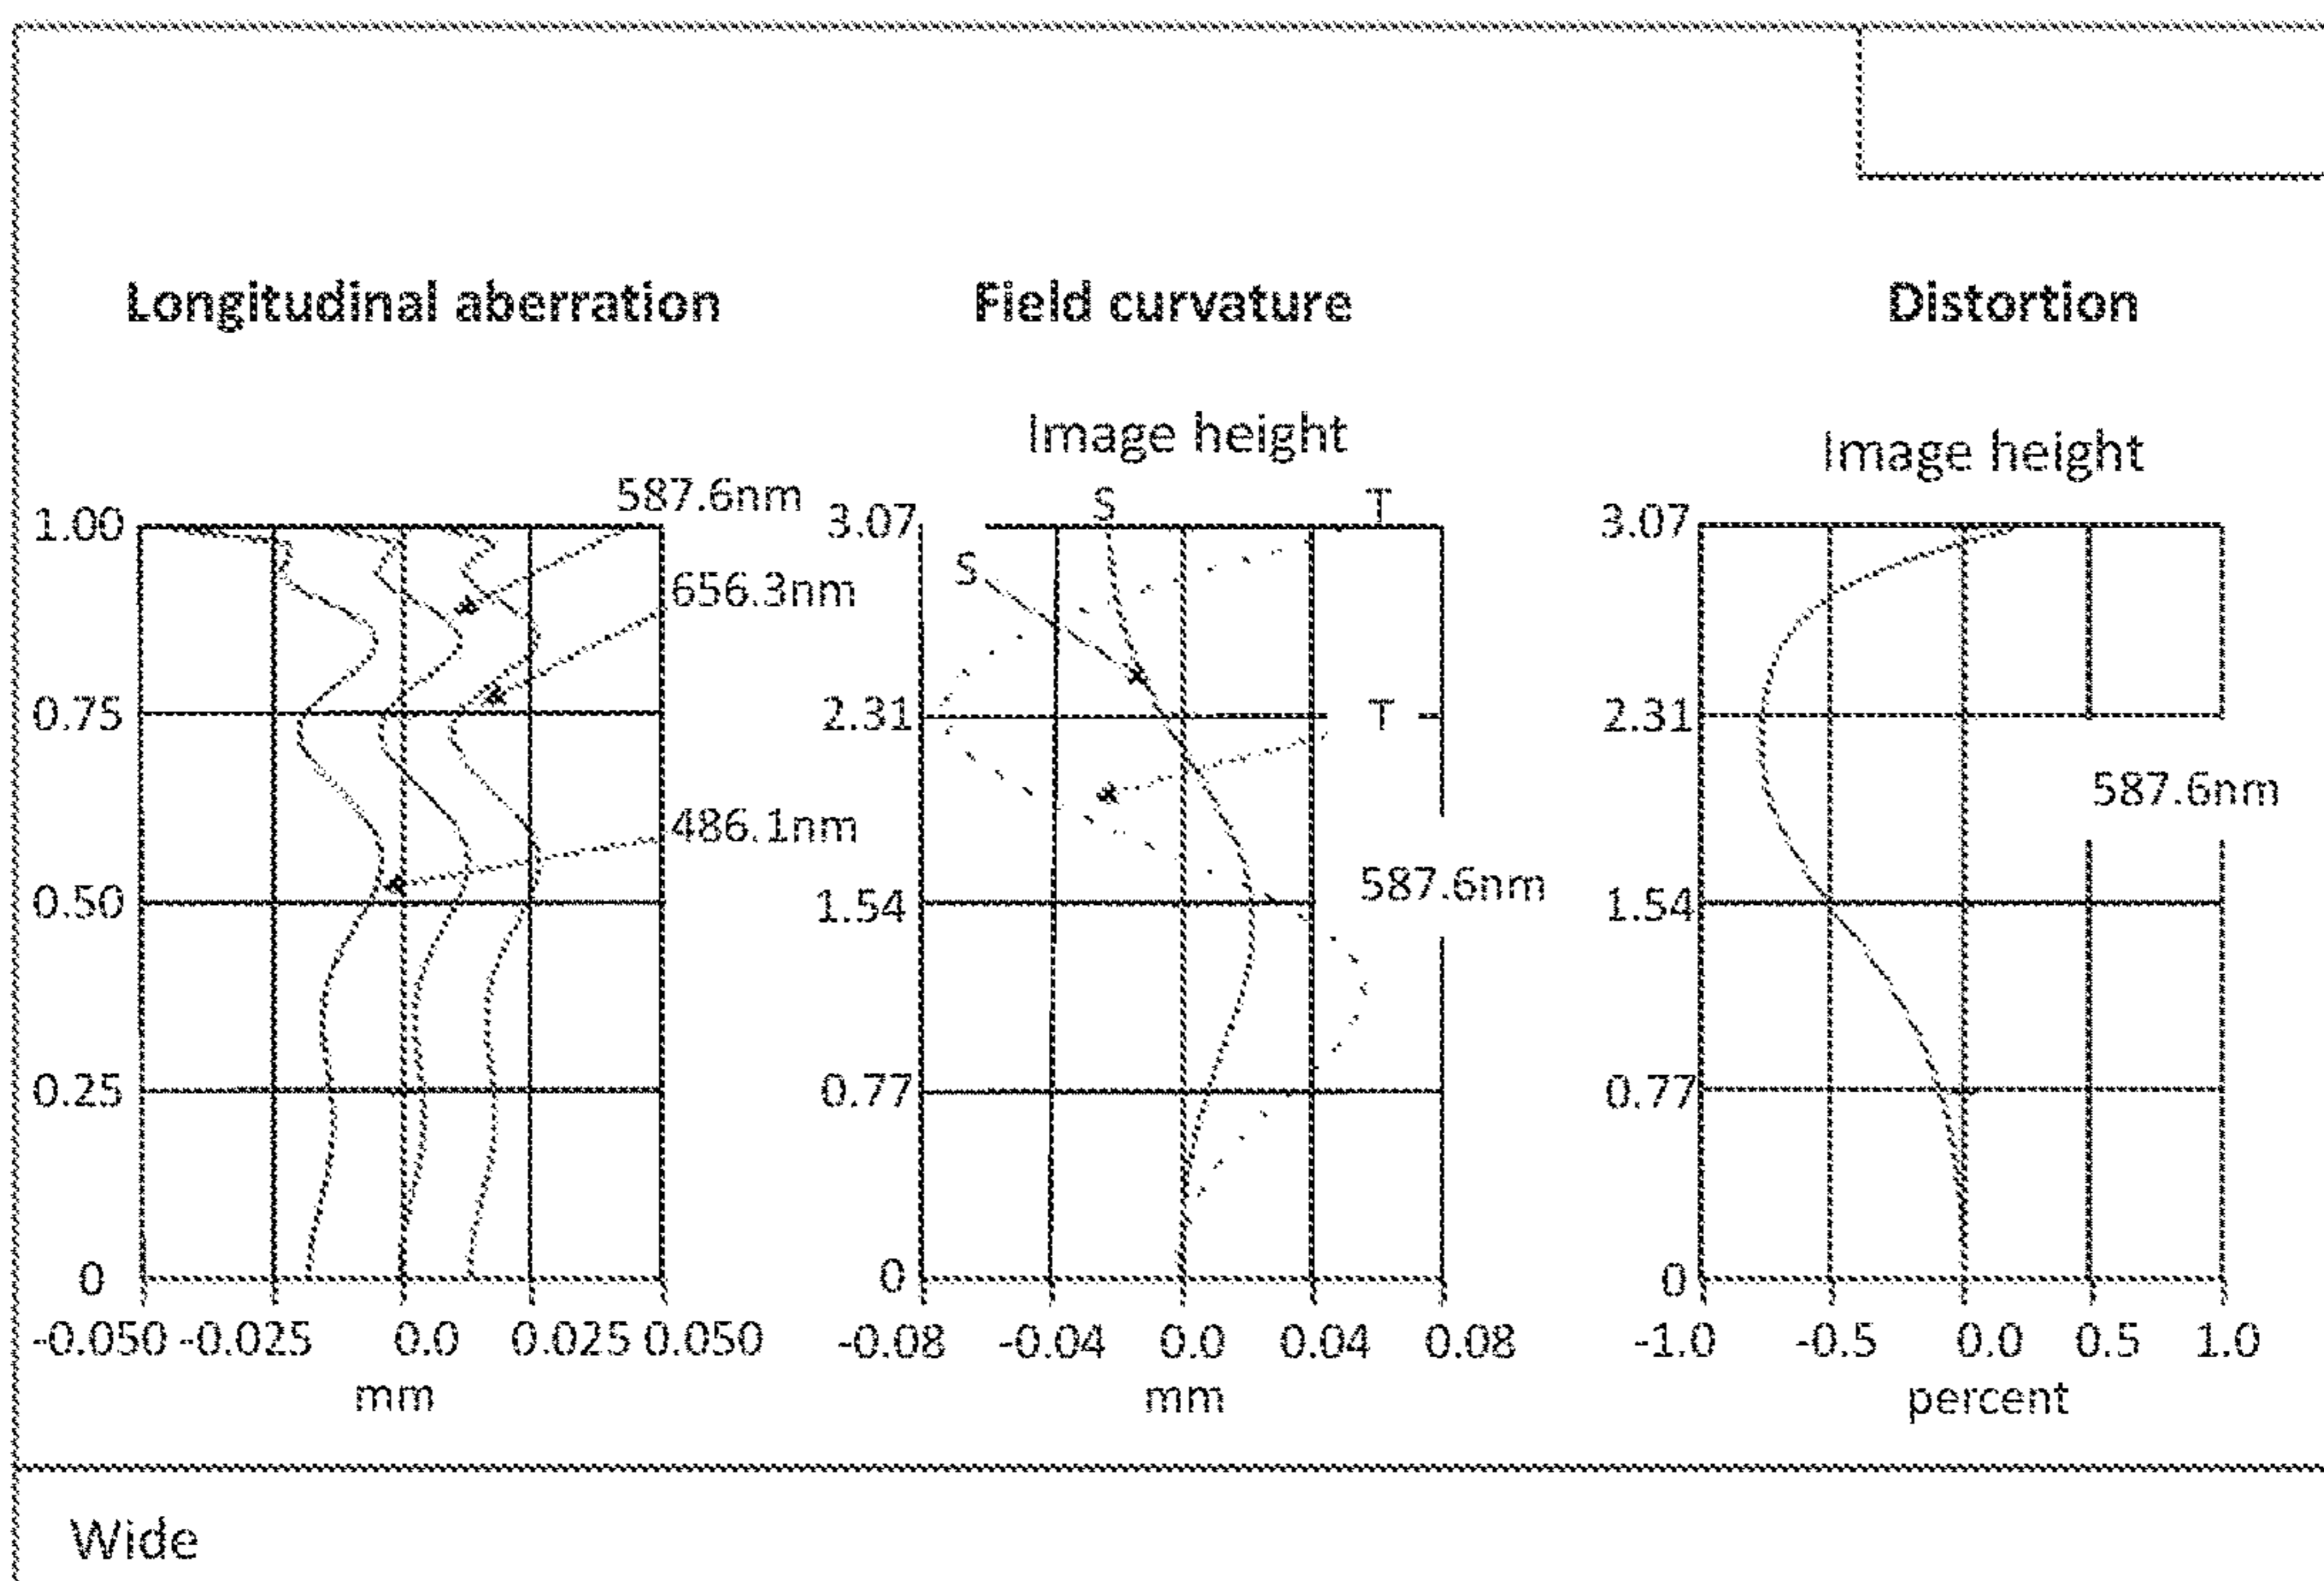 Longitudinal aberration
Field curvature
Distortion
Image height
Image height
587.6nm
656.3nm
486.1nm
1.00
0.75
0.50
0.25
0
-0.050 -0.025 0.0 0.025 0.050
mm
S
T
S
T
587.6nm
3.07
2.31
1.54
0.77
0
-0.08 -0.04 0.0 0.04 0.08
mm
3.07
2.31
1.54
0.77
0
587.6nm
-1.0 -0.5 0.0 0.5 1.0
percent
Wide